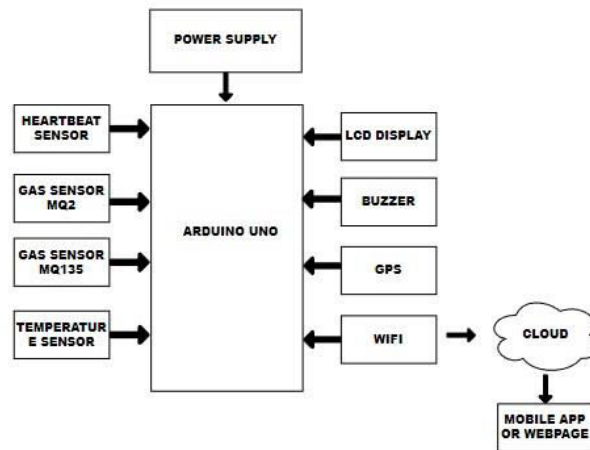 POWER SUPPLY
HEARTBEAT
SENSOR
GAS SENSOR
MQ2
GAS SENSOR
MQ135
TEMPERATUR
E SENSOR
ARDUINO UNO
LCD DISPLAY
BUZZER
GPS
WIFI
CLOUD
MOBILE APP
OR WEBPAGE